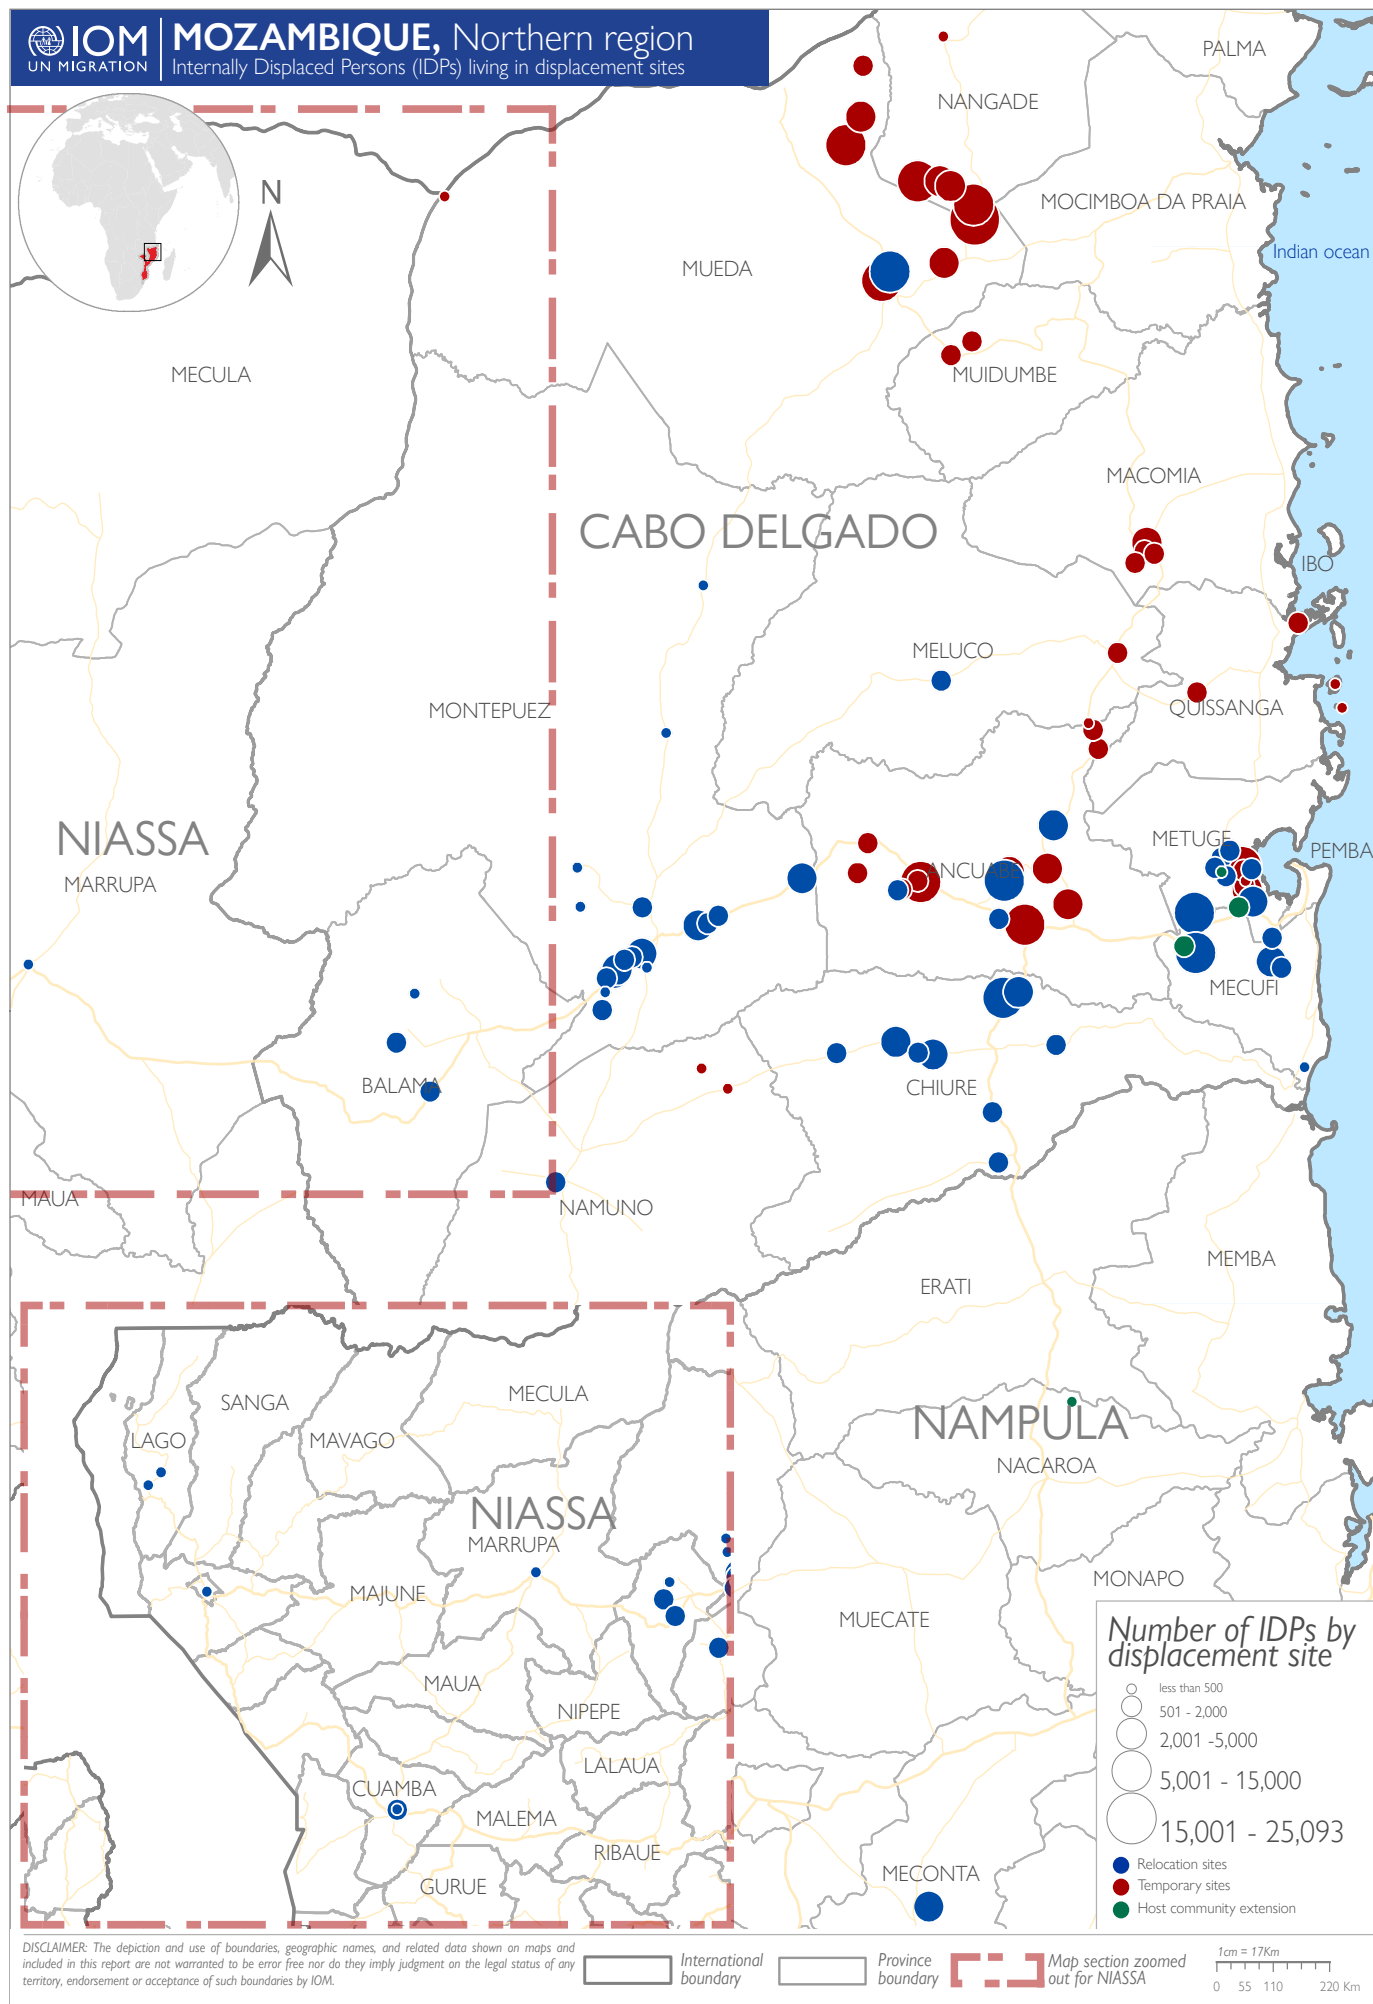 IOM
UN MIGRATION
MOZAMBIQUE, Northern region
Internally Displaced Persons (IDPs) living in displacement sites
PALMA
NANGADE
N
MOCIMBOA DA PRAIA
Indian ocean
MUEDA
MECULA
MUIDUMBE
MACOMIA
CABO DELGADO
IBO
MELUCO
MONTEPUEZ
QUISSANGA
NIASSA
METUGE
PEMBA
MARRUPA
ANCUABE
MECUFI
BALAMA
CHIURE
MAUA
NAMUNO
MEMBA
ERATI
MECULA
SANGA
LAGO
MAVAGO
NAMPULA
NACAROA
NIASSA
MARRUPA
MAJUNE
MONAPO
MUECATE
MAUA
NIPEPE
LALAUA
CUAMBA
MALEMA
RIBAUE
GURUE
MECONTA
Number of IDPs by
displacement site
less than 500
501 - 2,000
2,001 -5,000
5,001 - 15,000
15,001 - 25,093
Relocation sites
Temporary sites
Host community extension
DISCLAIMER: The depiction and use of boundaries, geographic names, and related data shown on maps and
included in this report are not warranted to be error free nor do they imply judgment on the legal status of any
territory, endorsement or acceptance of such boundaries by IOM.
International
boundary
Province
boundary
Map section zoomed
out for NIASSA
1cm = 17Km
0 55 110 220 Km